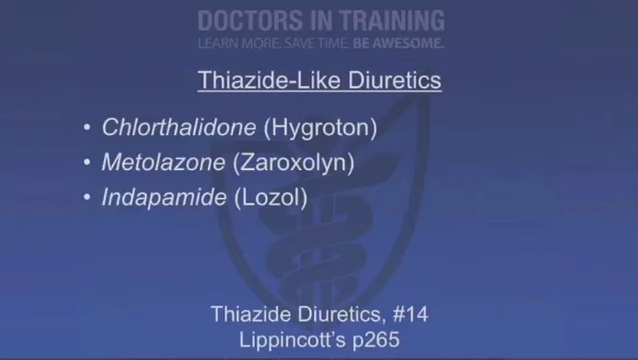 DOCTORS IN TRAINING
LEARN MORE. SAVE TIME. BE AWESOME.
Thiazide-Like Diuretics
• Chlorthalidone (Hygroton)
• Metolazone (Zaroxolyn)
• Indapamide (Lozol)
Thiazide Diuretics, #14
Lippincott's p265